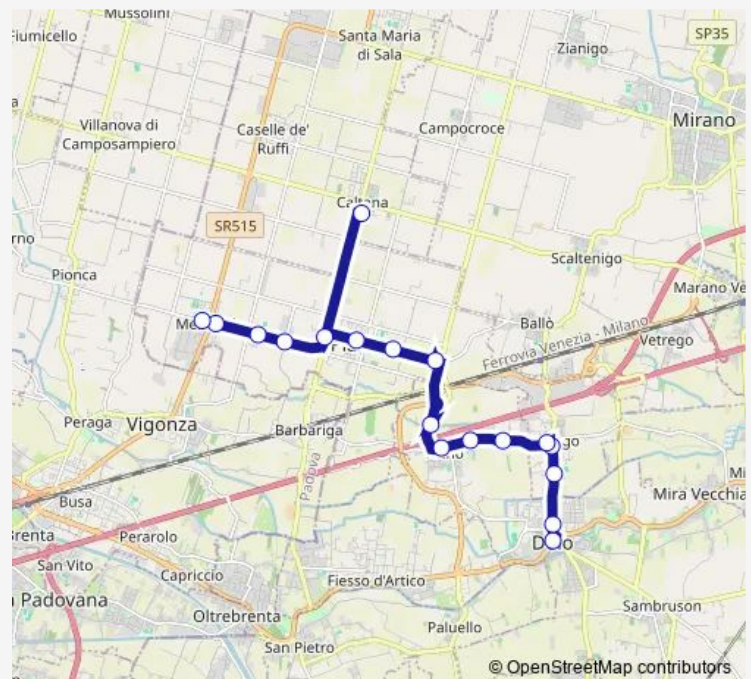 Mussolini
Fiumicello
Santa Maria
di Sala
Zianigo
SP35
Villanova di
Camposampiero
Caselle de'
Ruffi
Campocroce
Mirano
Caltana
SR515
Scaltenigo
Pionca
Marano Ve
Ballò
Vetrego
Ferrovia Venezia - Milano
Peraga
Vigonza
Barbariga
Padova
Busa
Mira Vecchia
Perarolo
San Vito
Capriccio
Fiesso d'Artico
Padovana
Oltrebrenta
Sambruson
Paluello
San Pietro
© OpenStreetMap contributors